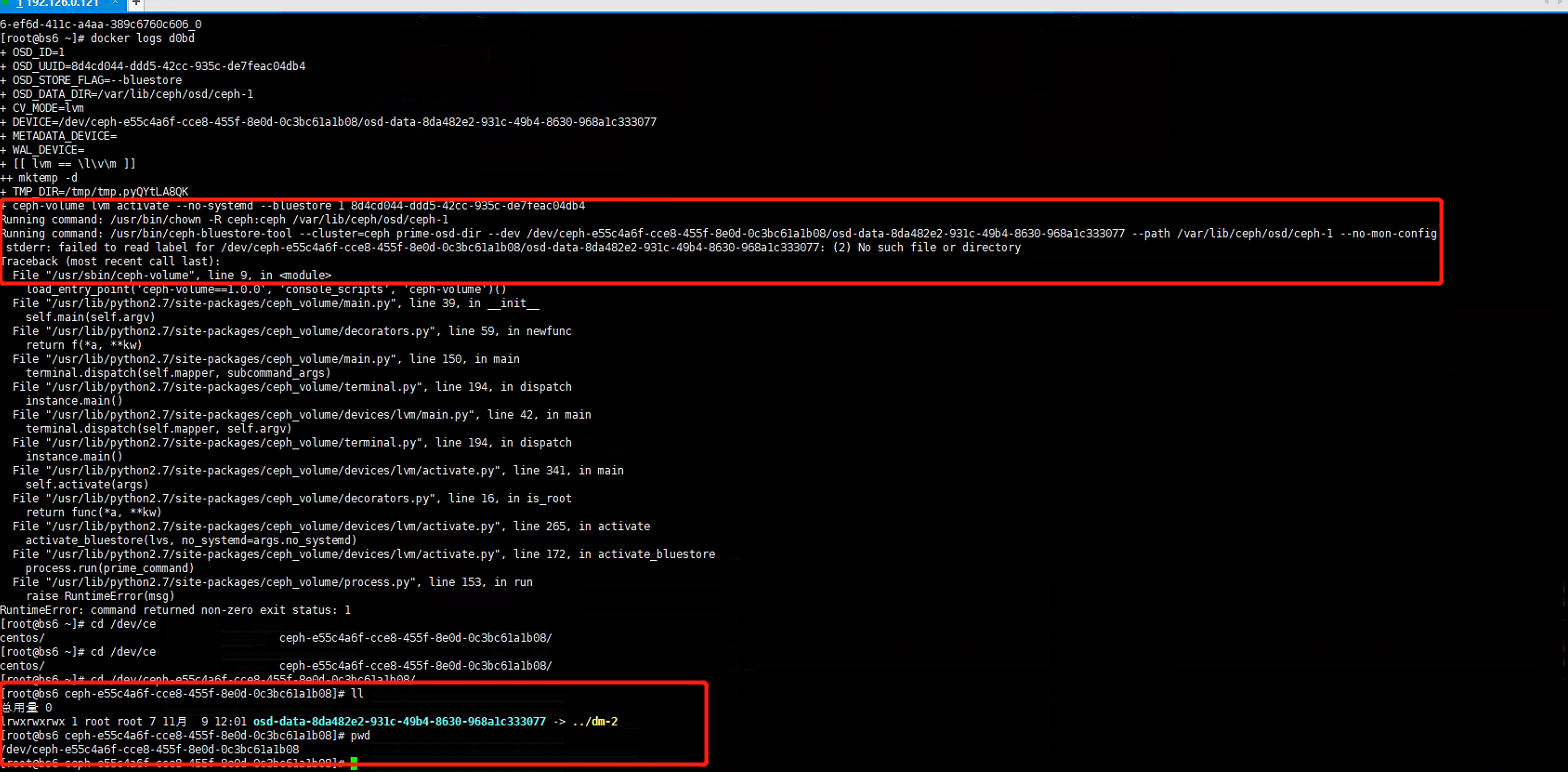 1 192.126.0.121 × +
6-ef6d-411c-a4aa-389c6760c606_0
[root@bs6 ~]# docker logs d0bd
+ OSD_ID=1
+ OSD_UUID=8d4cd044-ddd5-42cc-935c-de7feac04db4
+ OSD_STORE_FLAG=--bluestore
+ OSD_DATA_DIR=/var/lib/ceph/osd/ceph-1
+ CV_MODE=lvm
+ DEVICE=/dev/ceph-e55c4a6f-cce8-455f-8e0d-0c3bc61a1b08/osd-data-8da482e2-931c-49b4-8630-968a1c333077
+ METADATA_DEVICE=
+ WAL_DEVICE=
+ [[ lvm == \l\v\m ]]
++ mktemp -d
+ TMP_DIR=/tmp/tmp.pyQYtLA8QK
+ ceph-volume lvm activate --no-systemd --bluestore 1 8d4cd044-ddd5-42cc-935c-de7feac04db4
Running command: /usr/bin/chown -R ceph:ceph /var/lib/ceph/osd/ceph-1
Running command: /usr/bin/ceph-bluestore-tool --cluster=ceph prime-osd-dir --dev /dev/ceph-e55c4a6f-cce8-455f-8e0d-0c3bc61a1b08/osd-data-8da482e2-931c-49b4-8630-968a1c333077 --path /var/lib/ceph/osd/ceph-1 --no-mon-config
stderr: failed to read label for /dev/ceph-e55c4a6f-cce8-455f-8e0d-0c3bc61a1b08/osd-data-8da482e2-931c-49b4-8630-968a1c333077: (2) No such file or directory
Traceback (most recent call last):
File "/usr/sbin/ceph-volume", line 9, in <module>
load_entry_point('ceph-volume==1.0.0', 'console_scripts', 'ceph-volume')()
File "/usr/lib/python2.7/site-packages/ceph_volume/main.py", line 39, in __init__
self.main(self.argv)
File "/usr/lib/python2.7/site-packages/ceph_volume/decorators.py", line 59, in newfunc
return f(*a, **kw)
File "/usr/lib/python2.7/site-packages/ceph_volume/main.py", line 150, in main
terminal.dispatch(self.mapper, subcommand_args)
File "/usr/lib/python2.7/site-packages/ceph_volume/terminal.py", line 194, in dispatch
instance.main()
File "/usr/lib/python2.7/site-packages/ceph_volume/devices/lvm/main.py", line 42, in main
terminal.dispatch(self.mapper, self.argv)
File "/usr/lib/python2.7/site-packages/ceph_volume/terminal.py", line 194, in dispatch
instance.main()
File "/usr/lib/python2.7/site-packages/ceph_volume/devices/lvm/activate.py", line 341, in main
self.activate(args)
File "/usr/lib/python2.7/site-packages/ceph_volume/decorators.py", line 16, in is_root
return func(*a, **kw)
File "/usr/lib/python2.7/site-packages/ceph_volume/devices/lvm/activate.py", line 265, in activate
activate_bluestore(lvs, no_systemd=args.no_systemd)
File "/usr/lib/python2.7/site-packages/ceph_volume/devices/lvm/activate.py", line 172, in activate_bluestore
process.run(prime_command)
File "/usr/lib/python2.7/site-packages/ceph_volume/process.py", line 153, in run
raise RuntimeError(msg)
RuntimeError: command returned non-zero exit status: 1
[root@bs6 ~]# cd /dev/ce
centos/ ceph-e55c4a6f-cce8-455f-8e0d-0c3bc61a1b08/
[root@bs6 ~]# cd /dev/ce
centos/ ceph-e55c4a6f-cce8-455f-8e0d-0c3bc61a1b08/
[root@bs6 ~]# cd /dev/ceph-e55c4a6f-cce8-455f-8e0d-0c3bc61a1b08/
[root@bs6 ceph-e55c4a6f-cce8-455f-8e0d-0c3bc61a1b08]# ll
总用量 0
lrwxrwxrwx 1 root root 7 11月 9 12:01 osd-data-8da482e2-931c-49b4-8630-968a1c333077 -> ../dm-2
[root@bs6 ceph-e55c4a6f-cce8-455f-8e0d-0c3bc61a1b08]# pwd
/dev/ceph-e55c4a6f-cce8-455f-8e0d-0c3bc61a1b08
[root@bs6 ceph-e55c4a6f-cce8-455f-8e0d-0c3bc61a1b08]#